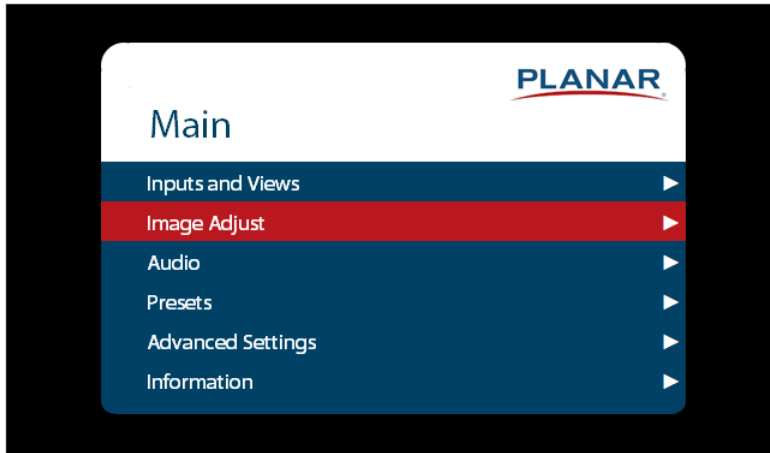 PLANAR
Main
Inputs and Views
Image Adjust
Audio
Presets
Advanced Settings
Information